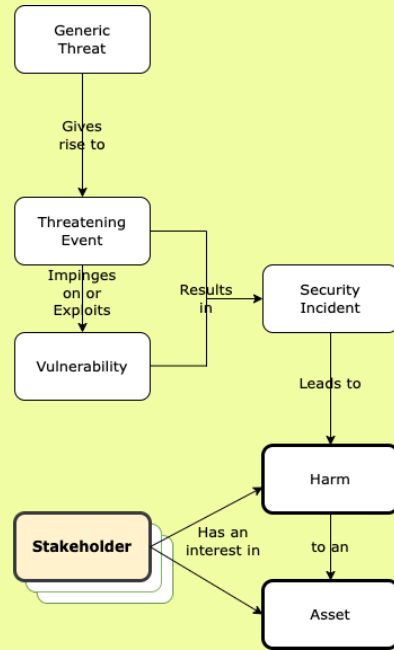 Generic
Threat
Gives
rise to
Threatening
Event
Impinges
on or
Exploits
Results
in
Security
Incident
Vulnerability
Leads to
Harm
Stakeholder
Has an
interest in
to an
Asset